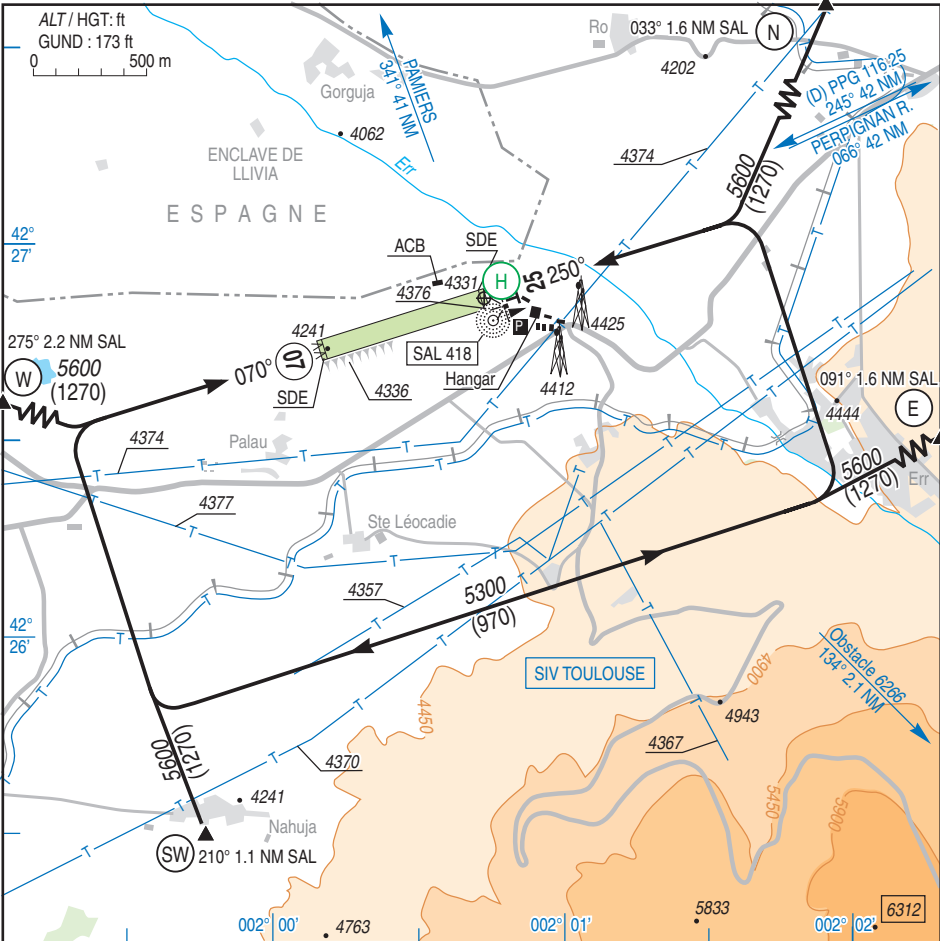 ALT / HGT: ft
GUND : 173 ft
0 500 m
Ro
033° 1.6 NM SAL
N
4202
PAMIERS
341° 41 NM
(D) PPG 116.25
245° 42 NM
PERPIGNAN R.
066° 42 NM
Gorguja
4062
ENCLAVE DE
LLIVIA
Err
4374
5600
(1270)
ESPAGNE
42°
27'
ACB
SDE
4331
H
25
250°
4376
4241
P
4425
070°
07
SAL 418
Hangar
4412
SDE
4336
275° 2.2 NM SAL
W
5600
(1270)
091° 1.6 NM SAL
E
4444
4374
Palau
5600
(1270)
Err
4377
Ste Léocadie
4357
5300
(970)
42°
26'
SIV TOULOUSE
Obstacle 6266
134° 2.1 NM
4900
4450
4943
4367
5600
(1270)
4370
5450
5900
4241
Nahuja
SW
210° 1.1 NM SAL
002° 00'
4763
002° 01'
5833
002° 02'
6312